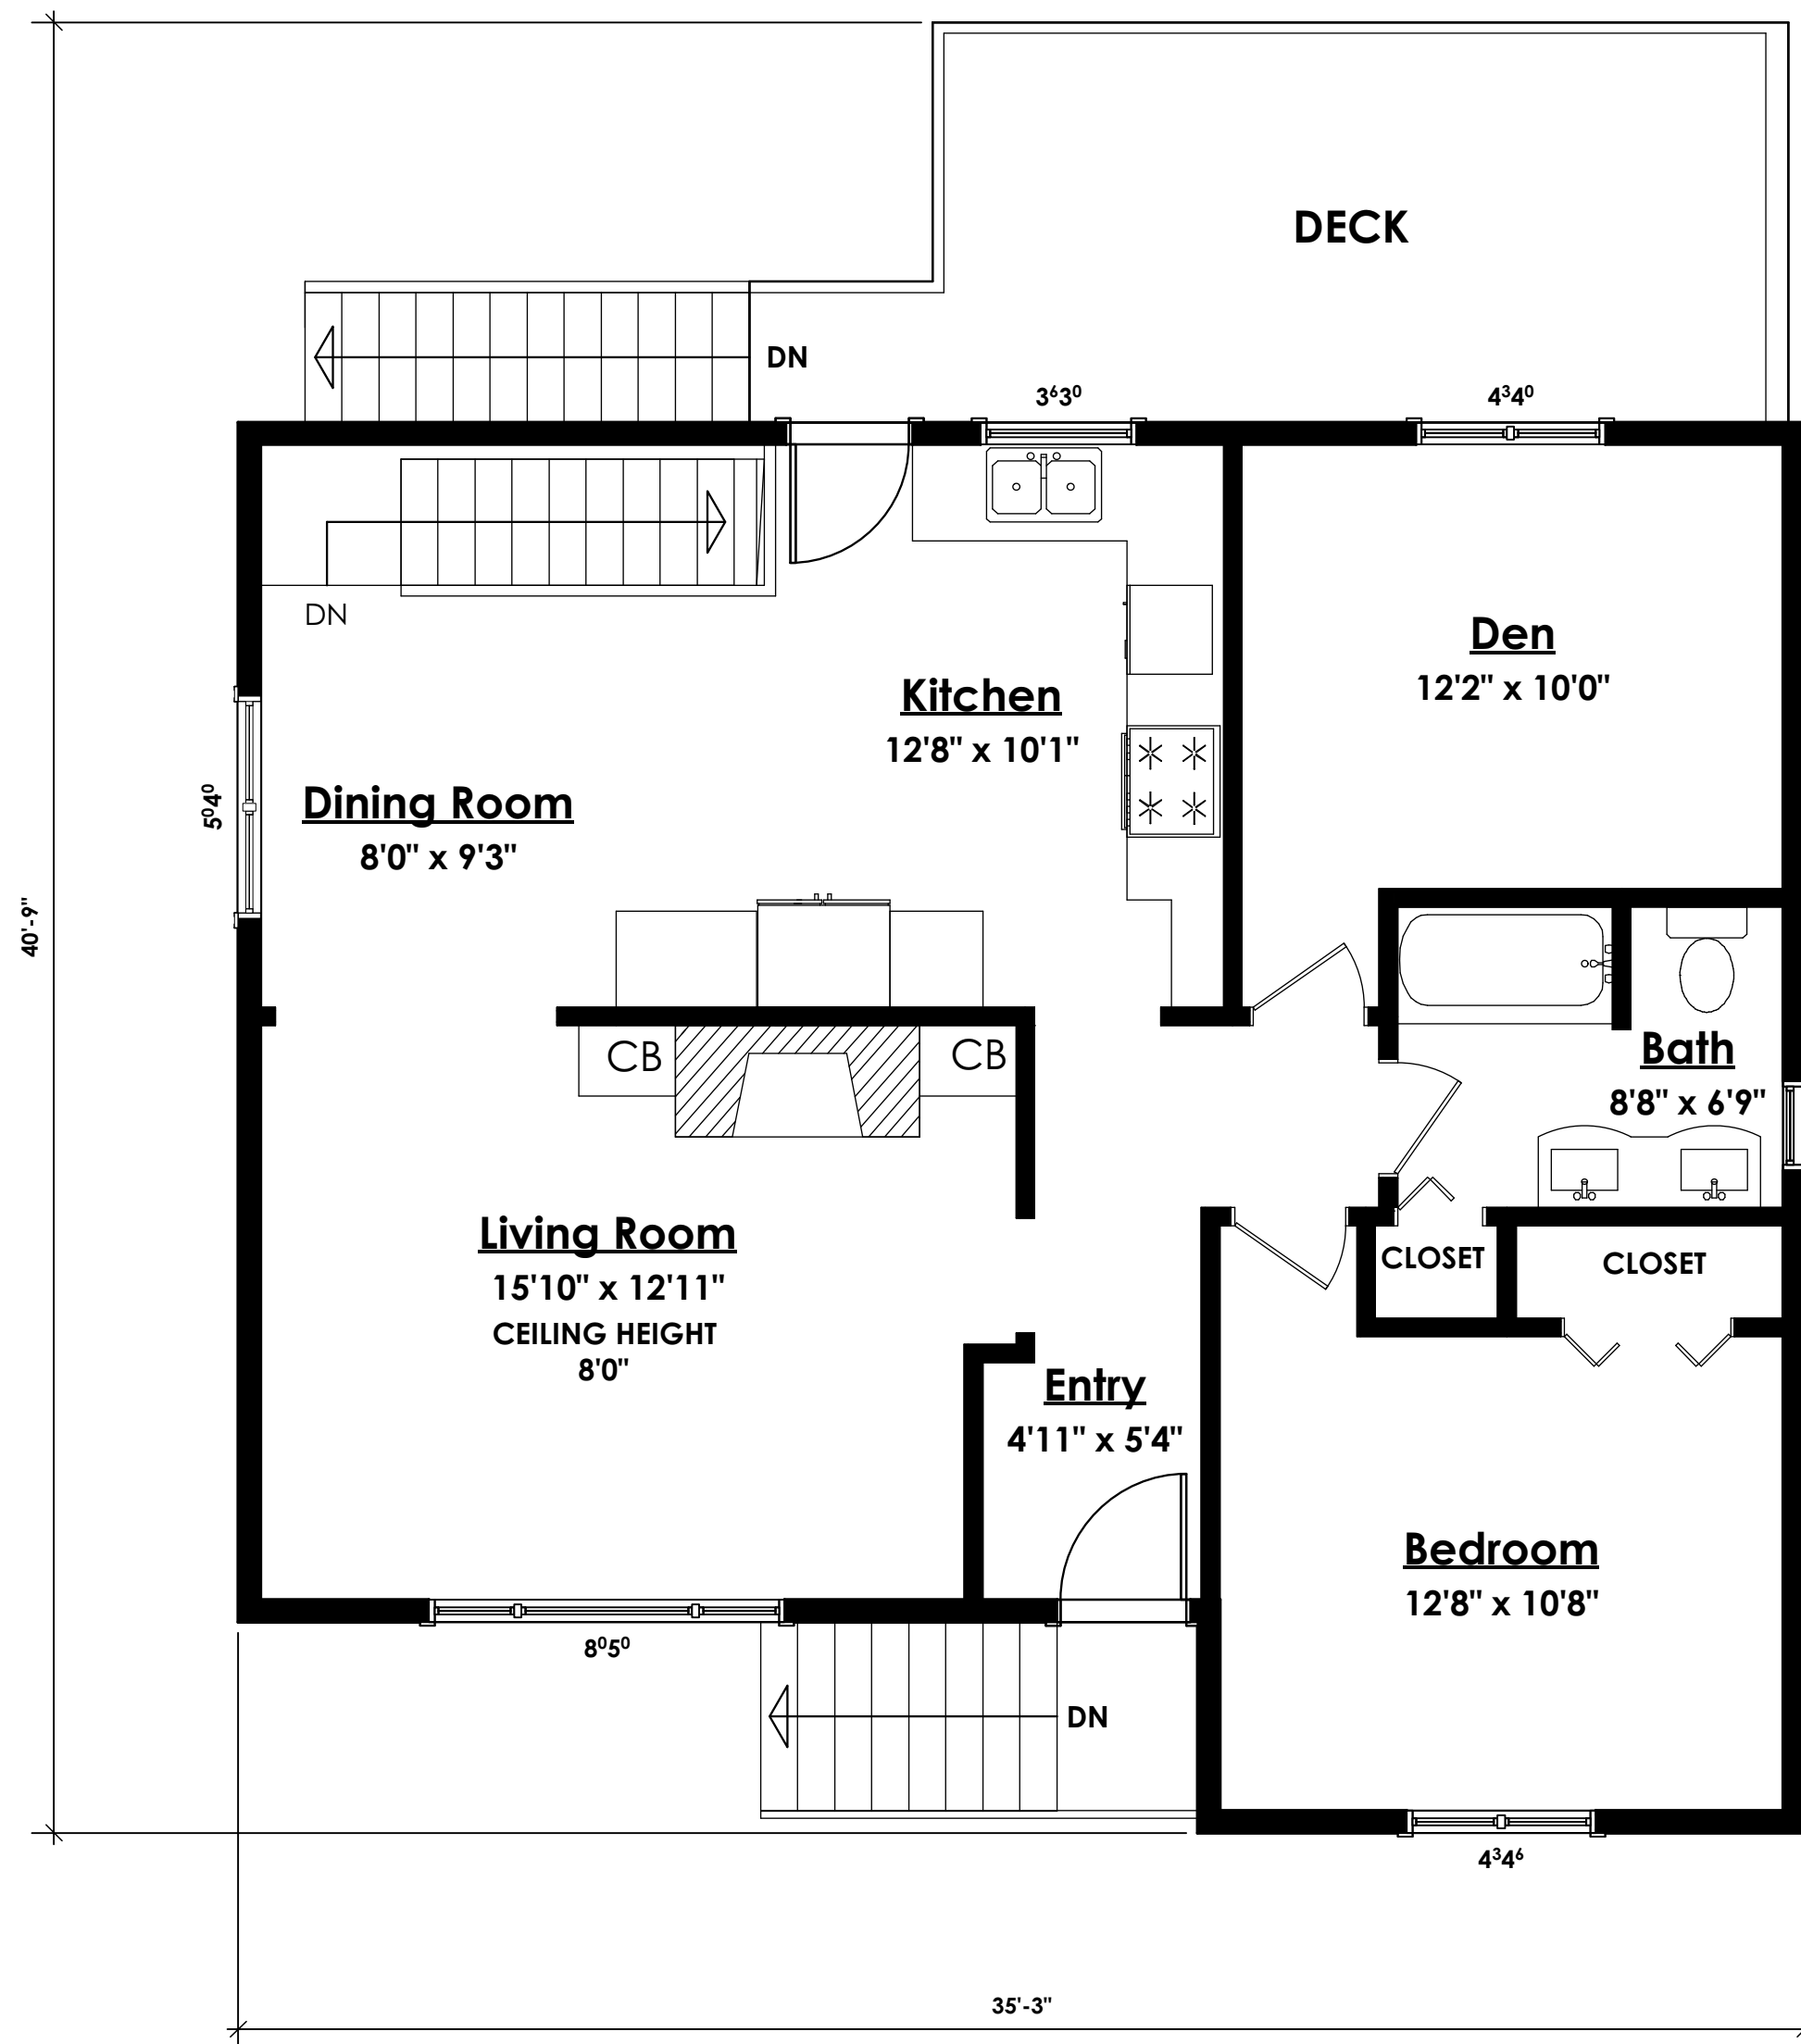 DECK
DN
3⁶3⁰
4³4⁰
DN
Den
12'2" x 10'0"
Kitchen
12'8" x 10'1"
5⁰4⁰
Dining Room
8'0" x 9'3"
40'-9"
CB
CB
Bath
8'8" x 6'9"
Living Room
15'10" x 12'11"
CEILING HEIGHT
8'0"
CLOSET
CLOSET
Entry
4'11" x 5'4"
Bedroom
12'8" x 10'8"
8⁰5⁰
DN
4³4⁶
35'-3"